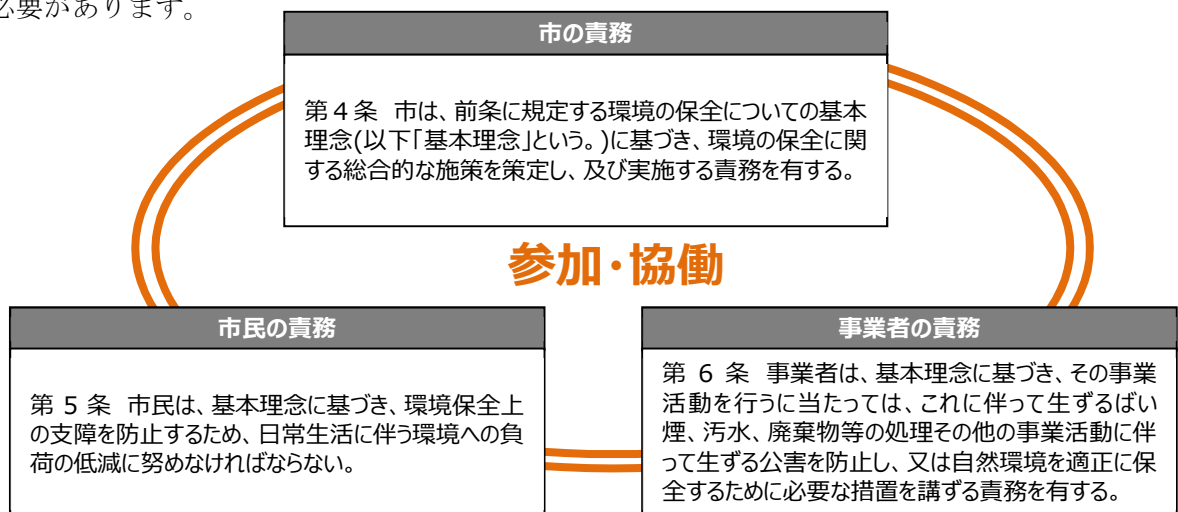 必要があります。
市の責務
第4条 市は、前条に規定する環境の保全についての基本
理念(以下「基本理念」という。)に基づき、環境の保全に関
する総合的な施策を策定し、及び実施する責務を有する。
参加・協働
市民の責務
第 5 条 市民は、基本理念に基づき、環境保全上
の支障を防止するため、日常生活に伴う環境への負
荷の低減に努めなければならない。
事業者の責務
第 6 条 事業者は、基本理念に基づき、その事業
活動を行うに当たっては、これに伴って生ずるばい
煙、汚水、廃棄物等の処理その他の事業活動に伴
って生ずる公害を防止し、又は自然環境を適正に保
全するために必要な措置を講ずる責務を有する。